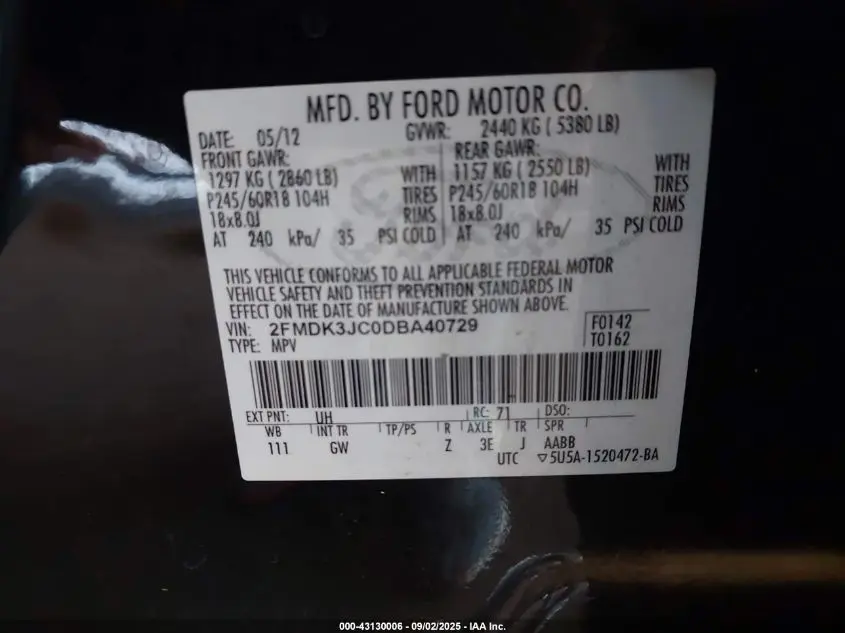 MFD. BY FORD MOTOR CO.
DATE: 05/12 GVWR: 2440 KG ( 5380 LB)
FRONT GAWR: REAR GAWR:
1297 KG ( 2860 LB) WITH 1157 KG ( 2550 LB) WITH
P245/60R18 104H TIRES P245/60R18 104H TIRES
18x8.0J RIMS 18x8.0J RIMS
AT 240 kPa/ 35 PSI COLD AT 240 kPa/ 35 PSI COLD
THIS VEHICLE CONFORMS TO ALL APPLICABLE FEDERAL MOTOR
VEHICLE SAFETY AND THEFT PREVENTION STANDARDS IN
EFFECT ON THE DATE OF MANUFACTURE SHOWN ABOVE.
VIN: 2FMDK3JC0DBA40729 F0142
TYPE: MPV T0162
EXT PNT: UH RC: 71 DSO:
WB INT TR TP/PS R AXLE TR SPR
111 GW Z 3E J AABB
UTC ▽5U5A-1520472-BA
000-43130006 - 09/02/2025 - IAA Inc.